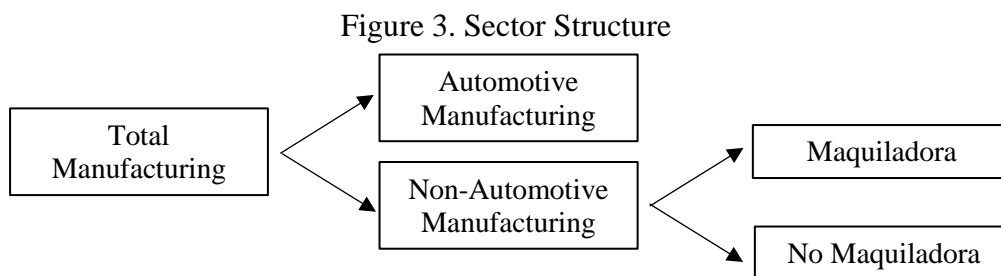 Figure 3. Sector Structure
Automotive
Manufacturing
Total
Manufacturing
Non-Automotive
Manufacturing
Maquiladora
No Maquiladora